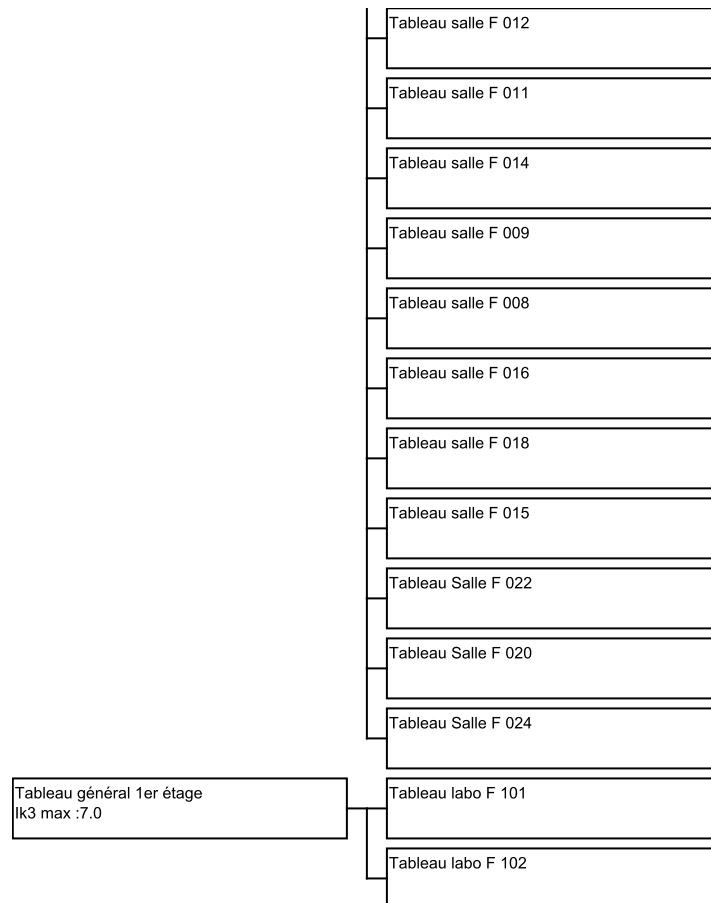 Tableau salle F 012
Tableau salle F 011
Tableau salle F 014
Tableau salle F 009
Tableau salle F 008
Tableau salle F 016
Tableau salle F 018
Tableau salle F 015
Tableau Salle F 022
Tableau Salle F 020
Tableau Salle F 024
Tableau général 1er étage
Ik3 max :7.0
Tableau labo F 101
Tableau labo F 102